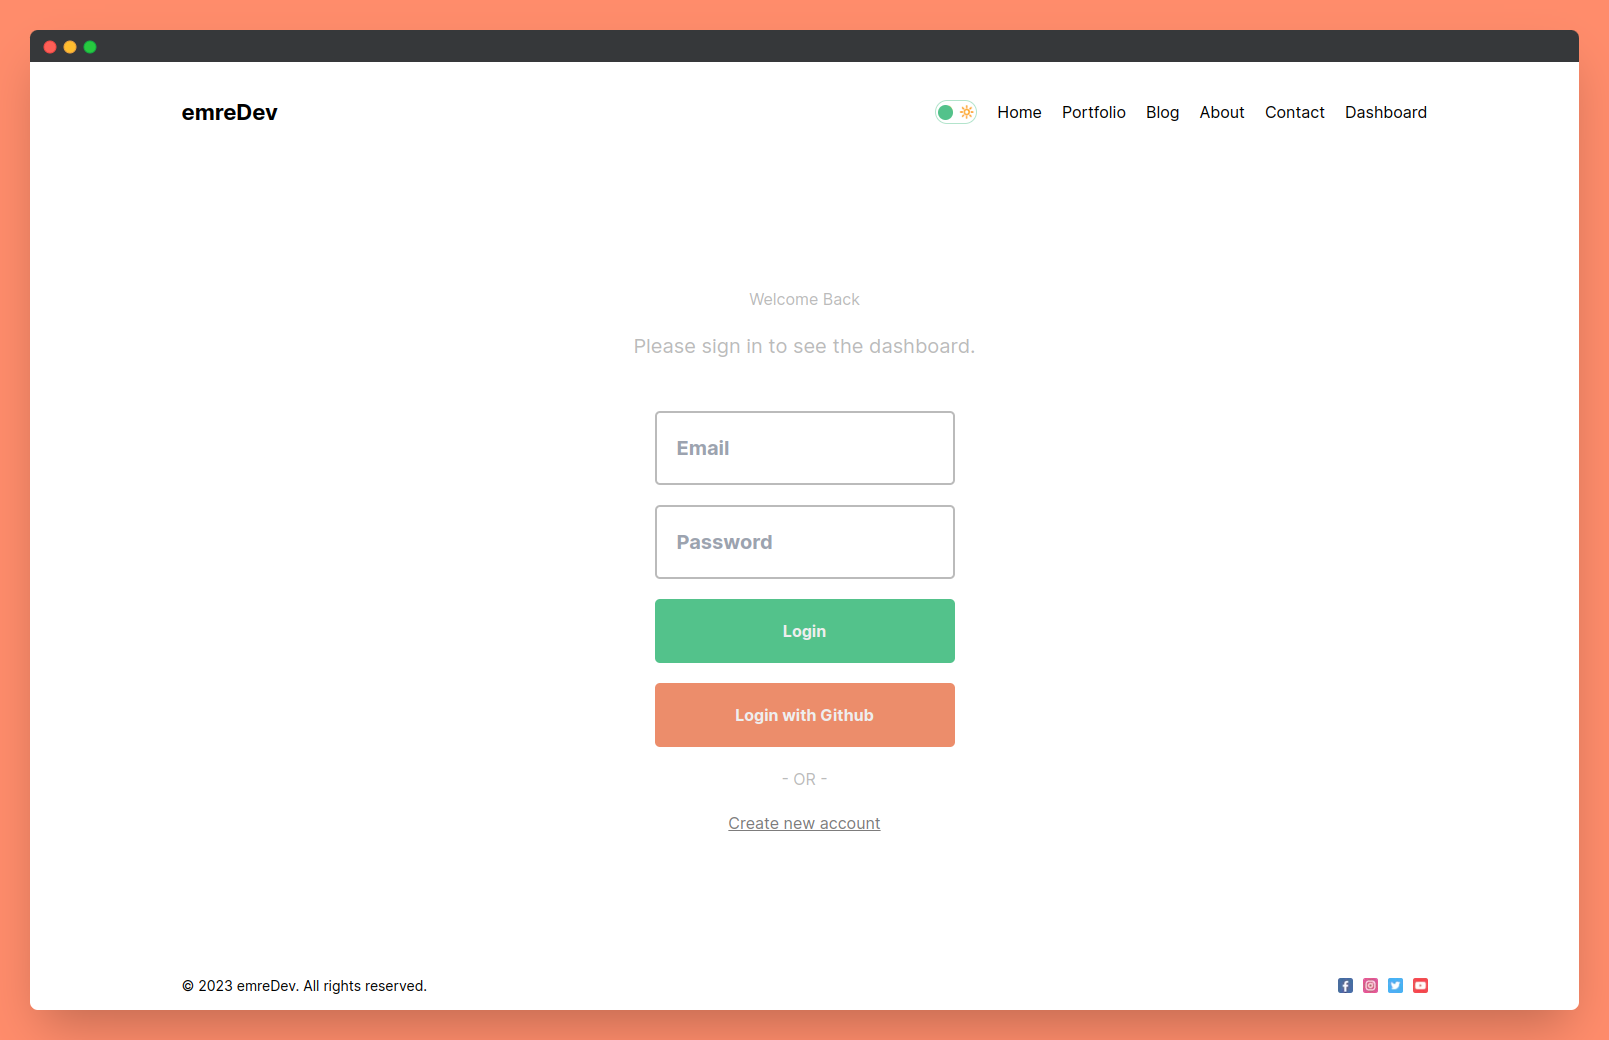 emreDev
Home Portfolio Blog About Contact Dashboard
Welcome Back
Please sign in to see the dashboard.
Email
Password
Login
Login with Github
- OR -
Create new account
© 2023 emreDev. All rights reserved.